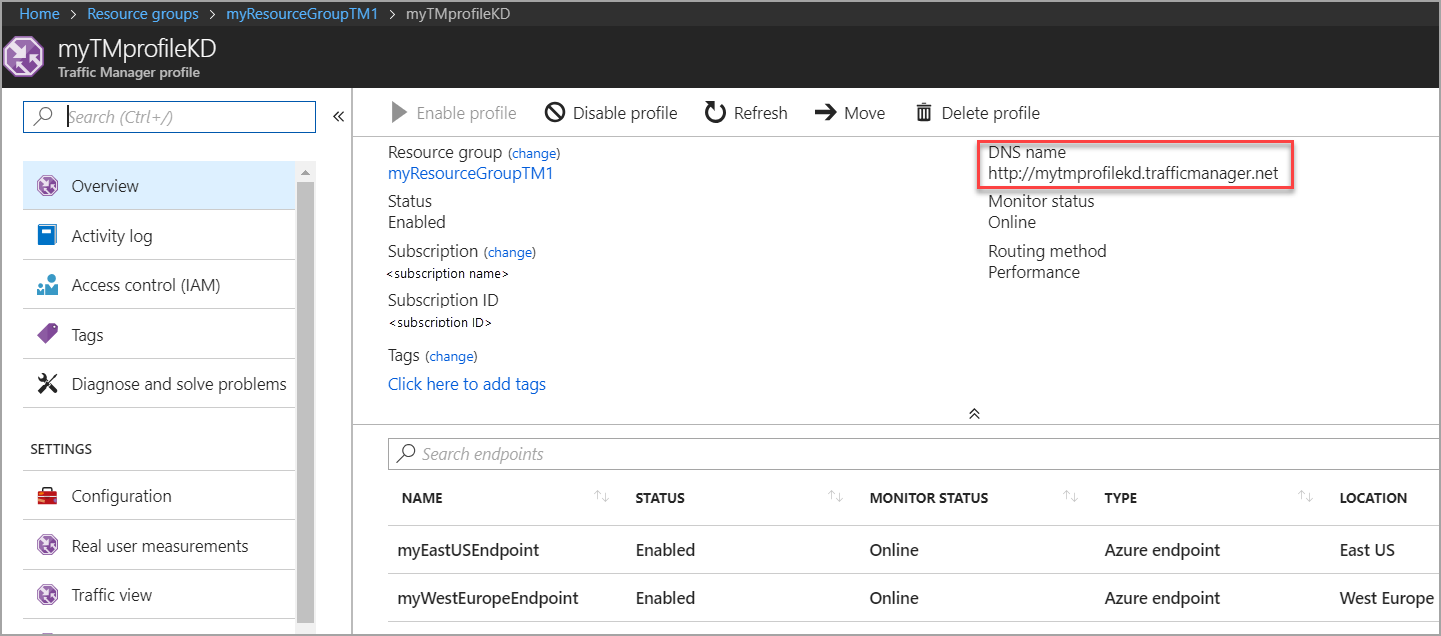 Home > Resource groups > myResourceGroupTM1 > myTMprofileKD
myTMprofileKD
Traffic Manager profile
Search (Ctrl+/)
«
Overview
Activity log
Access control (IAM)
Tags
Diagnose and solve problems
SETTINGS
Configuration
Real user measurements
Traffic view
Enable profile Disable profile Refresh Move Delete profile
Resource group (change)
myResourceGroupTM1
Status
Enabled
Subscription (change)
<subscription name>
Subscription ID
<subscription ID>
Tags (change)
Click here to add tags
DNS name
http://mytmprofilekd.trafficmanager.net
Monitor status
Online
Routing method
Performance
Search endpoints
NAME STATUS MONITOR STATUS TYPE LOCATION
myEastUSEndpoint Enabled Online Azure endpoint East US
myWestEuropeEndpoint Enabled Online Azure endpoint West Europe